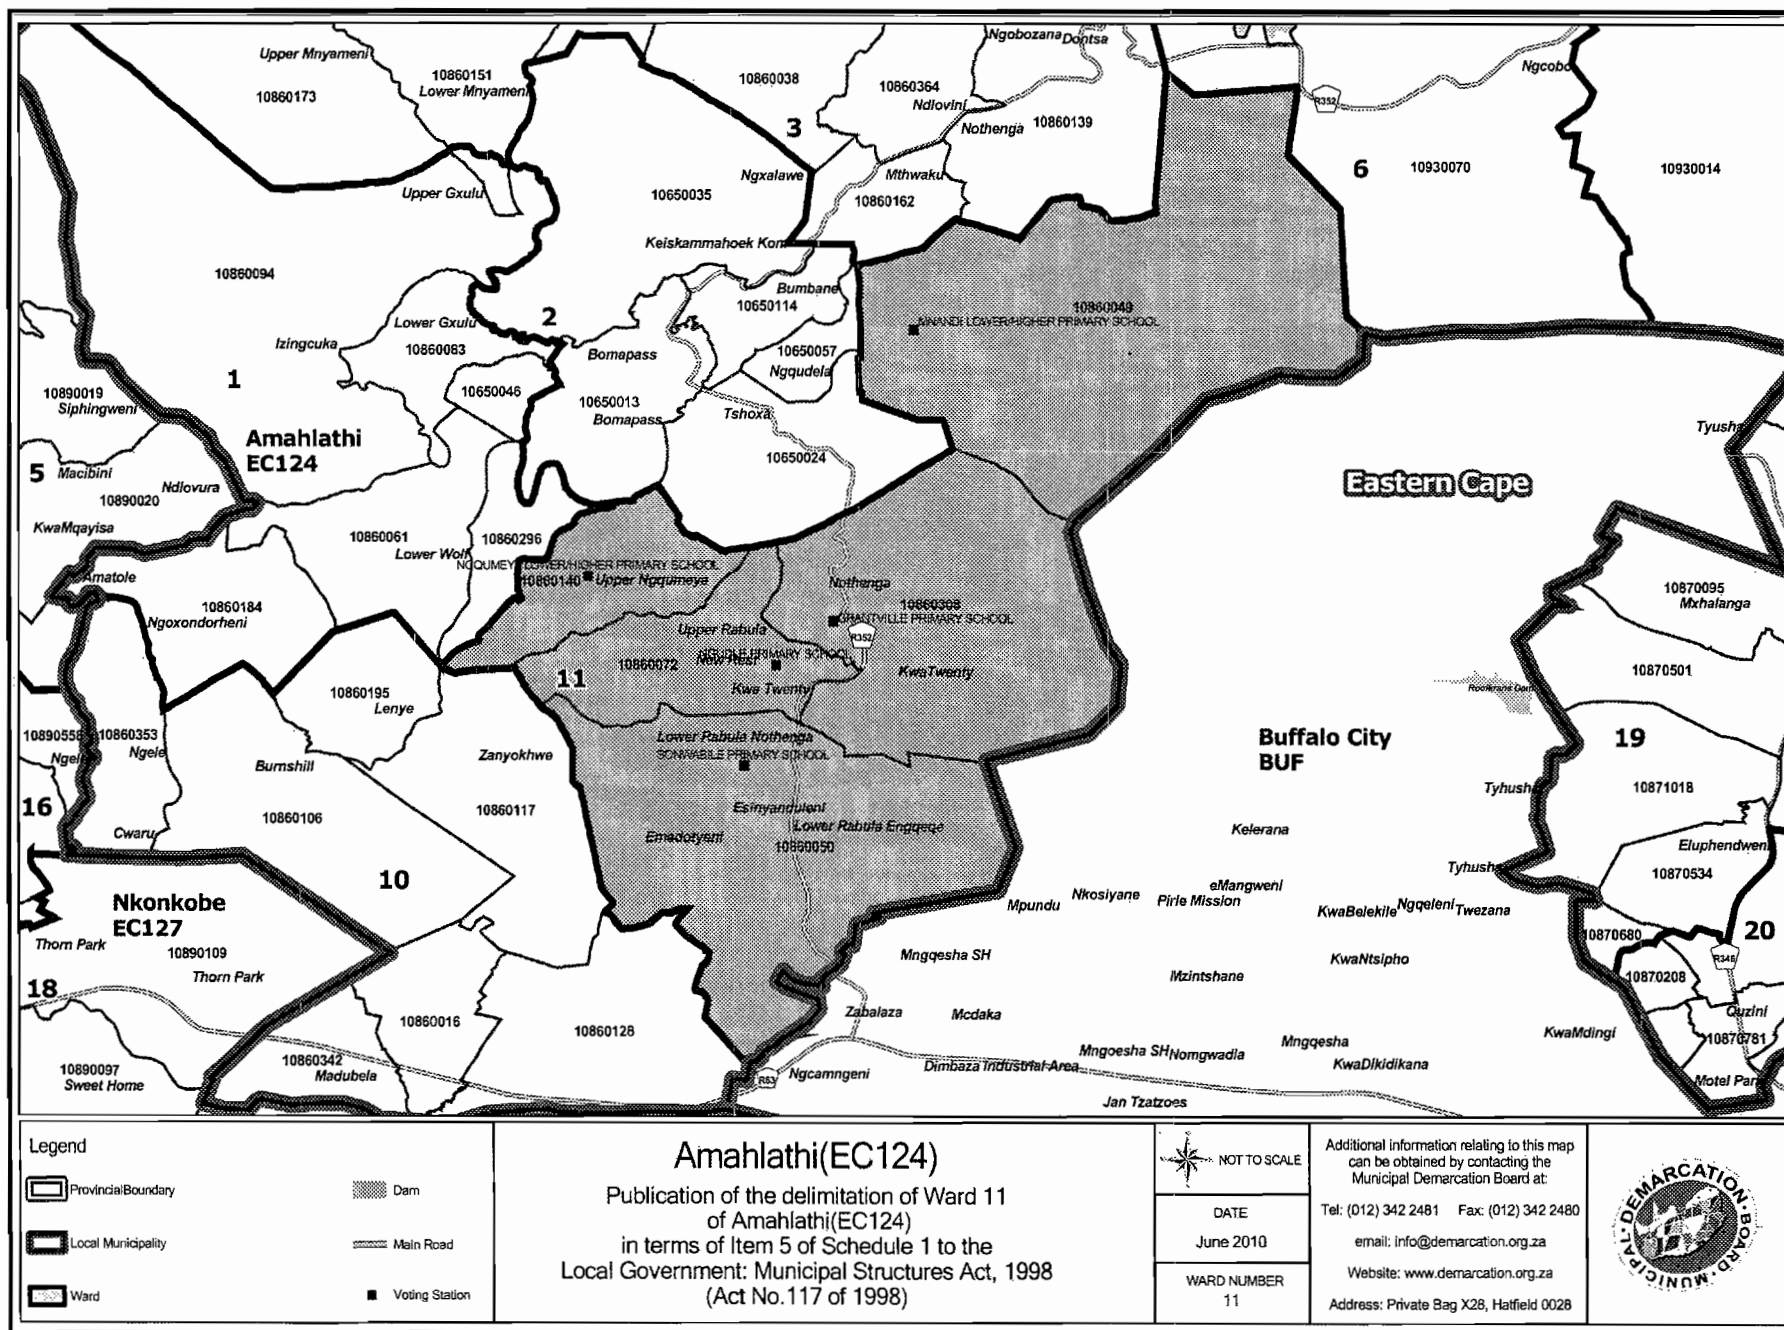 Upper Mnyameni
10860173
10860151
Lower Mnyameni
10860038
10860364
Ngobozana
Dontsa
Ndlovini
Nothenga
10860139
R352
Ngcobo
3
6
10930070
10930014
Upper Gxulu
10650035
Ngxalawe
Mthwaku
10860162
Keiskammahoek Kom
10860094
Bumbane
10650114
10860049
MNANDI LOWER/HIGHER PRIMARY SCHOOL
2
Lower Gxulu
10860083
Izingcuka
Bomapass
10650057
Ngqudela
1
10890019
Siphingweni
10650046
10650013
Bomapass
Tshoxa
10650024
Amahlathi
EC124
Tyusha
Eastern Cape
5
Macibini
10890020
Ndlovura
KwaMqayisa
10860061
Lower Wolf
10860296
NGQUMEYA LOWER/HIGHER PRIMARY SCHOOL
10860140
Upper Ngqumeya
Amatole
10860184
Ngoxondorheni
Nothenga
10860308
GRANTVILLE PRIMARY SCHOOL
R352
Upper Rabula
10860072
New Rest
PRIMARY SCHOOL
Kwa Twenty
KwaTwenty
11
10870095
Mxhalanga
10870501
Rooikrans Dam
10860195
Lenye
10890558
Ngele
10860353
Ngele
Burnshill
Zanyokhwe
Lower Rabula Nothenga
SONWABILE PRIMARY SCHOOL
Buffalo City
BUF
19
Tyhusha
10871018
16
10860106
10860117
Cwaru
Esinyanduleni
Lower Rabula Engqeqe
Emadotyeni
10860050
Kelerana
Eluphendweni
Tyhusha
10870534
10
Nkonkobe
EC127
Mpundu
Nkosiyane
Pirie Mission
eMangweni
KwaBelekile
Ngqeleni
Twezana
20
Thorn Park
10890109
Thorn Park
Mngqesha SH
Mzintshane
KwaNtsipho
10870680
R346
10870208
18
10860016
10860128
Zabalaza
Mcdaka
KwaMdingi
Quzini
10870781
10860342
Madubela
10890097
Sweet Home
R63
Ngcamngeni
Dimbaza Industrial Area
Mngoesha SH
Nomgwadla
Mngqesha
KwaDikidikana
Motel Park
Jan Tzatzoes
Legend
ProvincialBoundary
Local Municipality
Ward
Dam
Main Road
Voting Station
Amahlathi(EC124)
Publication of the delimitation of Ward 11
of Amahlathi(EC124)
in terms of Item 5 of Schedule 1 to the
Local Government: Municipal Structures Act, 1998
(Act No.117 of 1998)
NOT TO SCALE
DATE
June 2010
WARD NUMBER
11
Additional information relating to this map
can be obtained by contacting the
Municipal Demarcation Board at:
Tel: (012) 342 2481 Fax: (012) 342 2480
email: info@demarcation.org.za
Website: www.demarcation.org.za
Address: Private Bag X28, Hatfield 0028
MUNICIPAL DEMARCATION BOARD